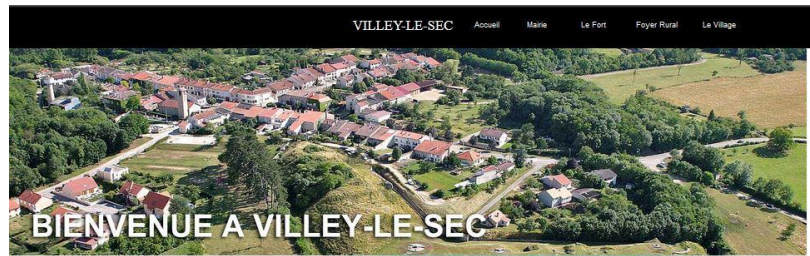 VILLEY-LE-SEC Accueil Mairie Le Fort Foyer Rural Le Village
BIENVENUE A VILLEY-LE-SEC